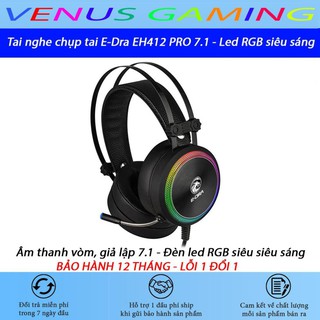 VENUS GAMING
Tai nghe chụp tai E-Dra EH412 PRO 7.1 - Led RGB siêu sáng
E-DRA
Âm thanh vòm, giả lập 7.1 - Đèn led RGB siêu siêu sáng
BẢO HÀNH 12 THÁNG - LỖI 1 ĐỔI 1
Đổi trả miễn phí
trong 7 ngày đầu
Hỗ trợ 1 đầu phí ship
khi gửi bảo hành sản phẩm
Cam kết về chất lượng
mỗi sản phẩm bán ra